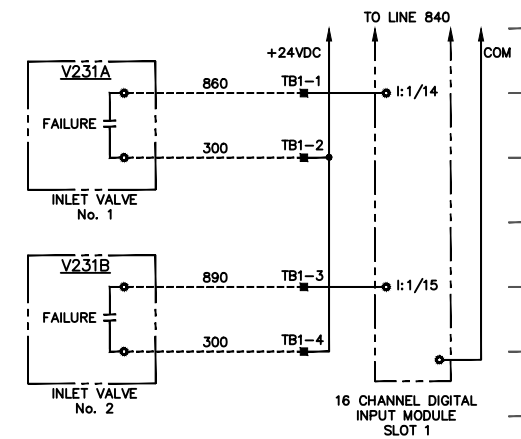 TO LINE 840
+24VDC
COM
V231A
860
TB1-1
I:1/14
FAILURE
300
TB1-2
INLET VALVE
No. 1
V231B
890
TB1-3
I:1/15
FAILURE
300
TB1-4
INLET VALVE
No. 2
16 CHANNEL DIGITAL
INPUT MODULE
SLOT 1